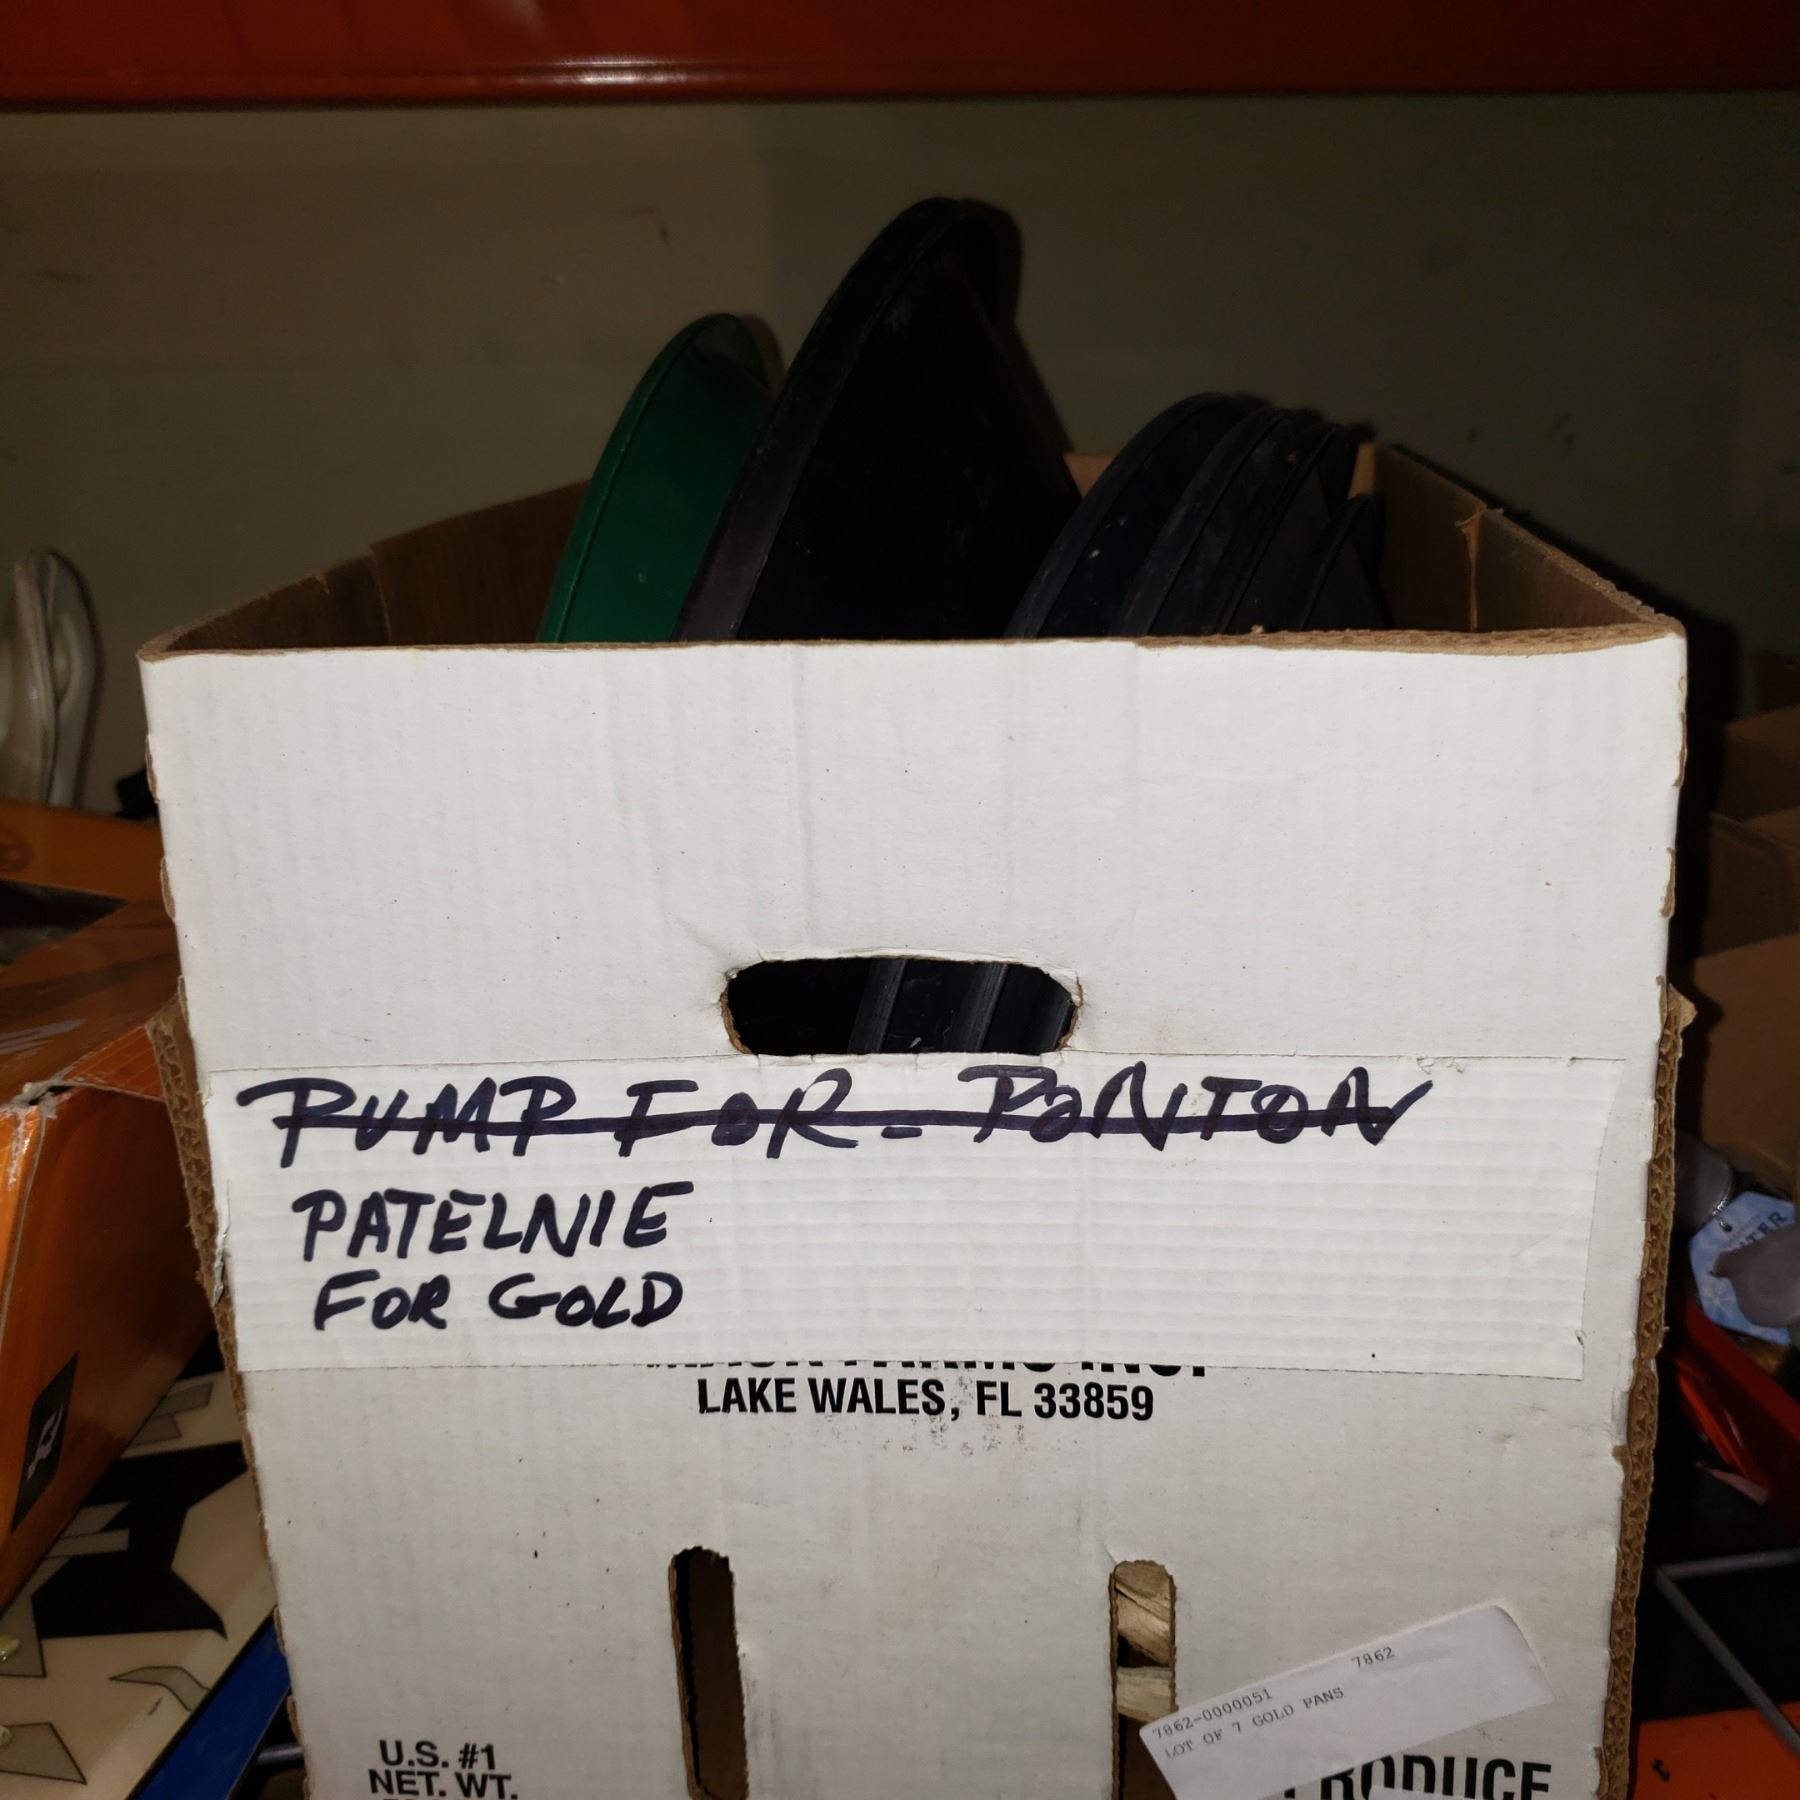 PUMP FOR - PONTON
PATELNIE
FOR GOLD
LAKE WALES, FL 33859
7862
7862-0000051
LOT OF 7 GOLD PANS
U.S. #1
NET. WT.
PRODUCE